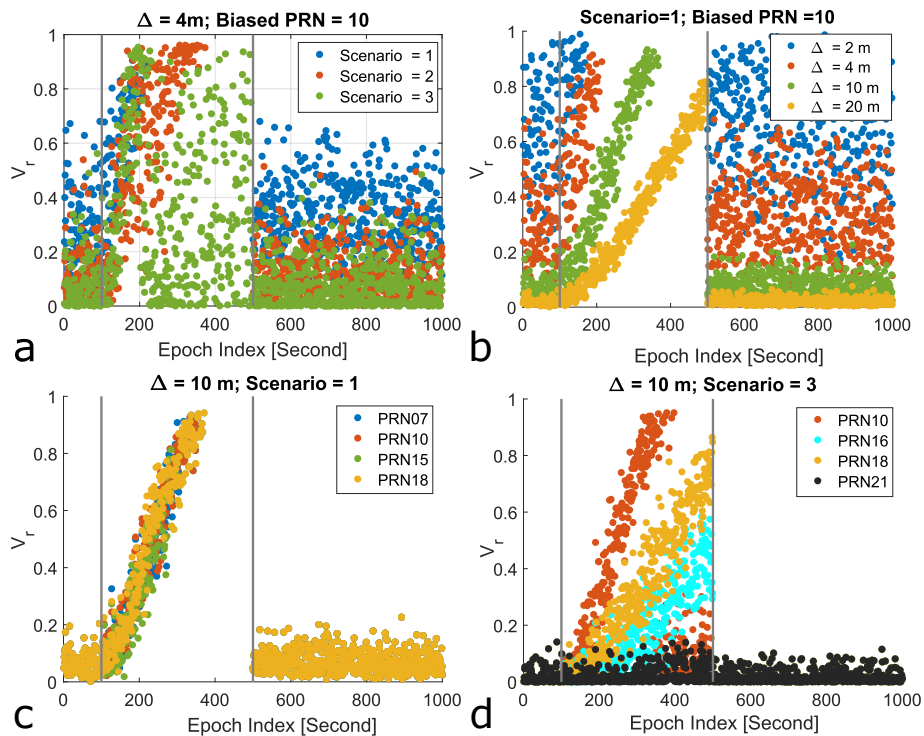 Δ = 4m; Biased PRN = 10
1
0.8
0.6
0.4
0.2
0
V_r
Scenario = 1
Scenario = 2
Scenario = 3
0 200 400 600 800 1000
Epoch Index [Second]
a
Scenario=1; Biased PRN =10
1
0.8
0.6
0.4
0.2
0
V_r
Δ = 2 m
Δ = 4 m
Δ = 10 m
Δ = 20 m
0 200 400 600 800 1000
Epoch Index [Second]
b
Δ = 10 m; Scenario = 1
1
0.8
0.6
0.4
0.2
0
V_r
PRN07
PRN10
PRN15
PRN18
0 200 400 600 800 1000
Epoch Index [Second]
c
Δ = 10 m; Scenario = 3
1
0.8
0.6
0.4
0.2
0
V_r
PRN10
PRN16
PRN18
PRN21
0 200 400 600 800 1000
Epoch Index [Second]
d